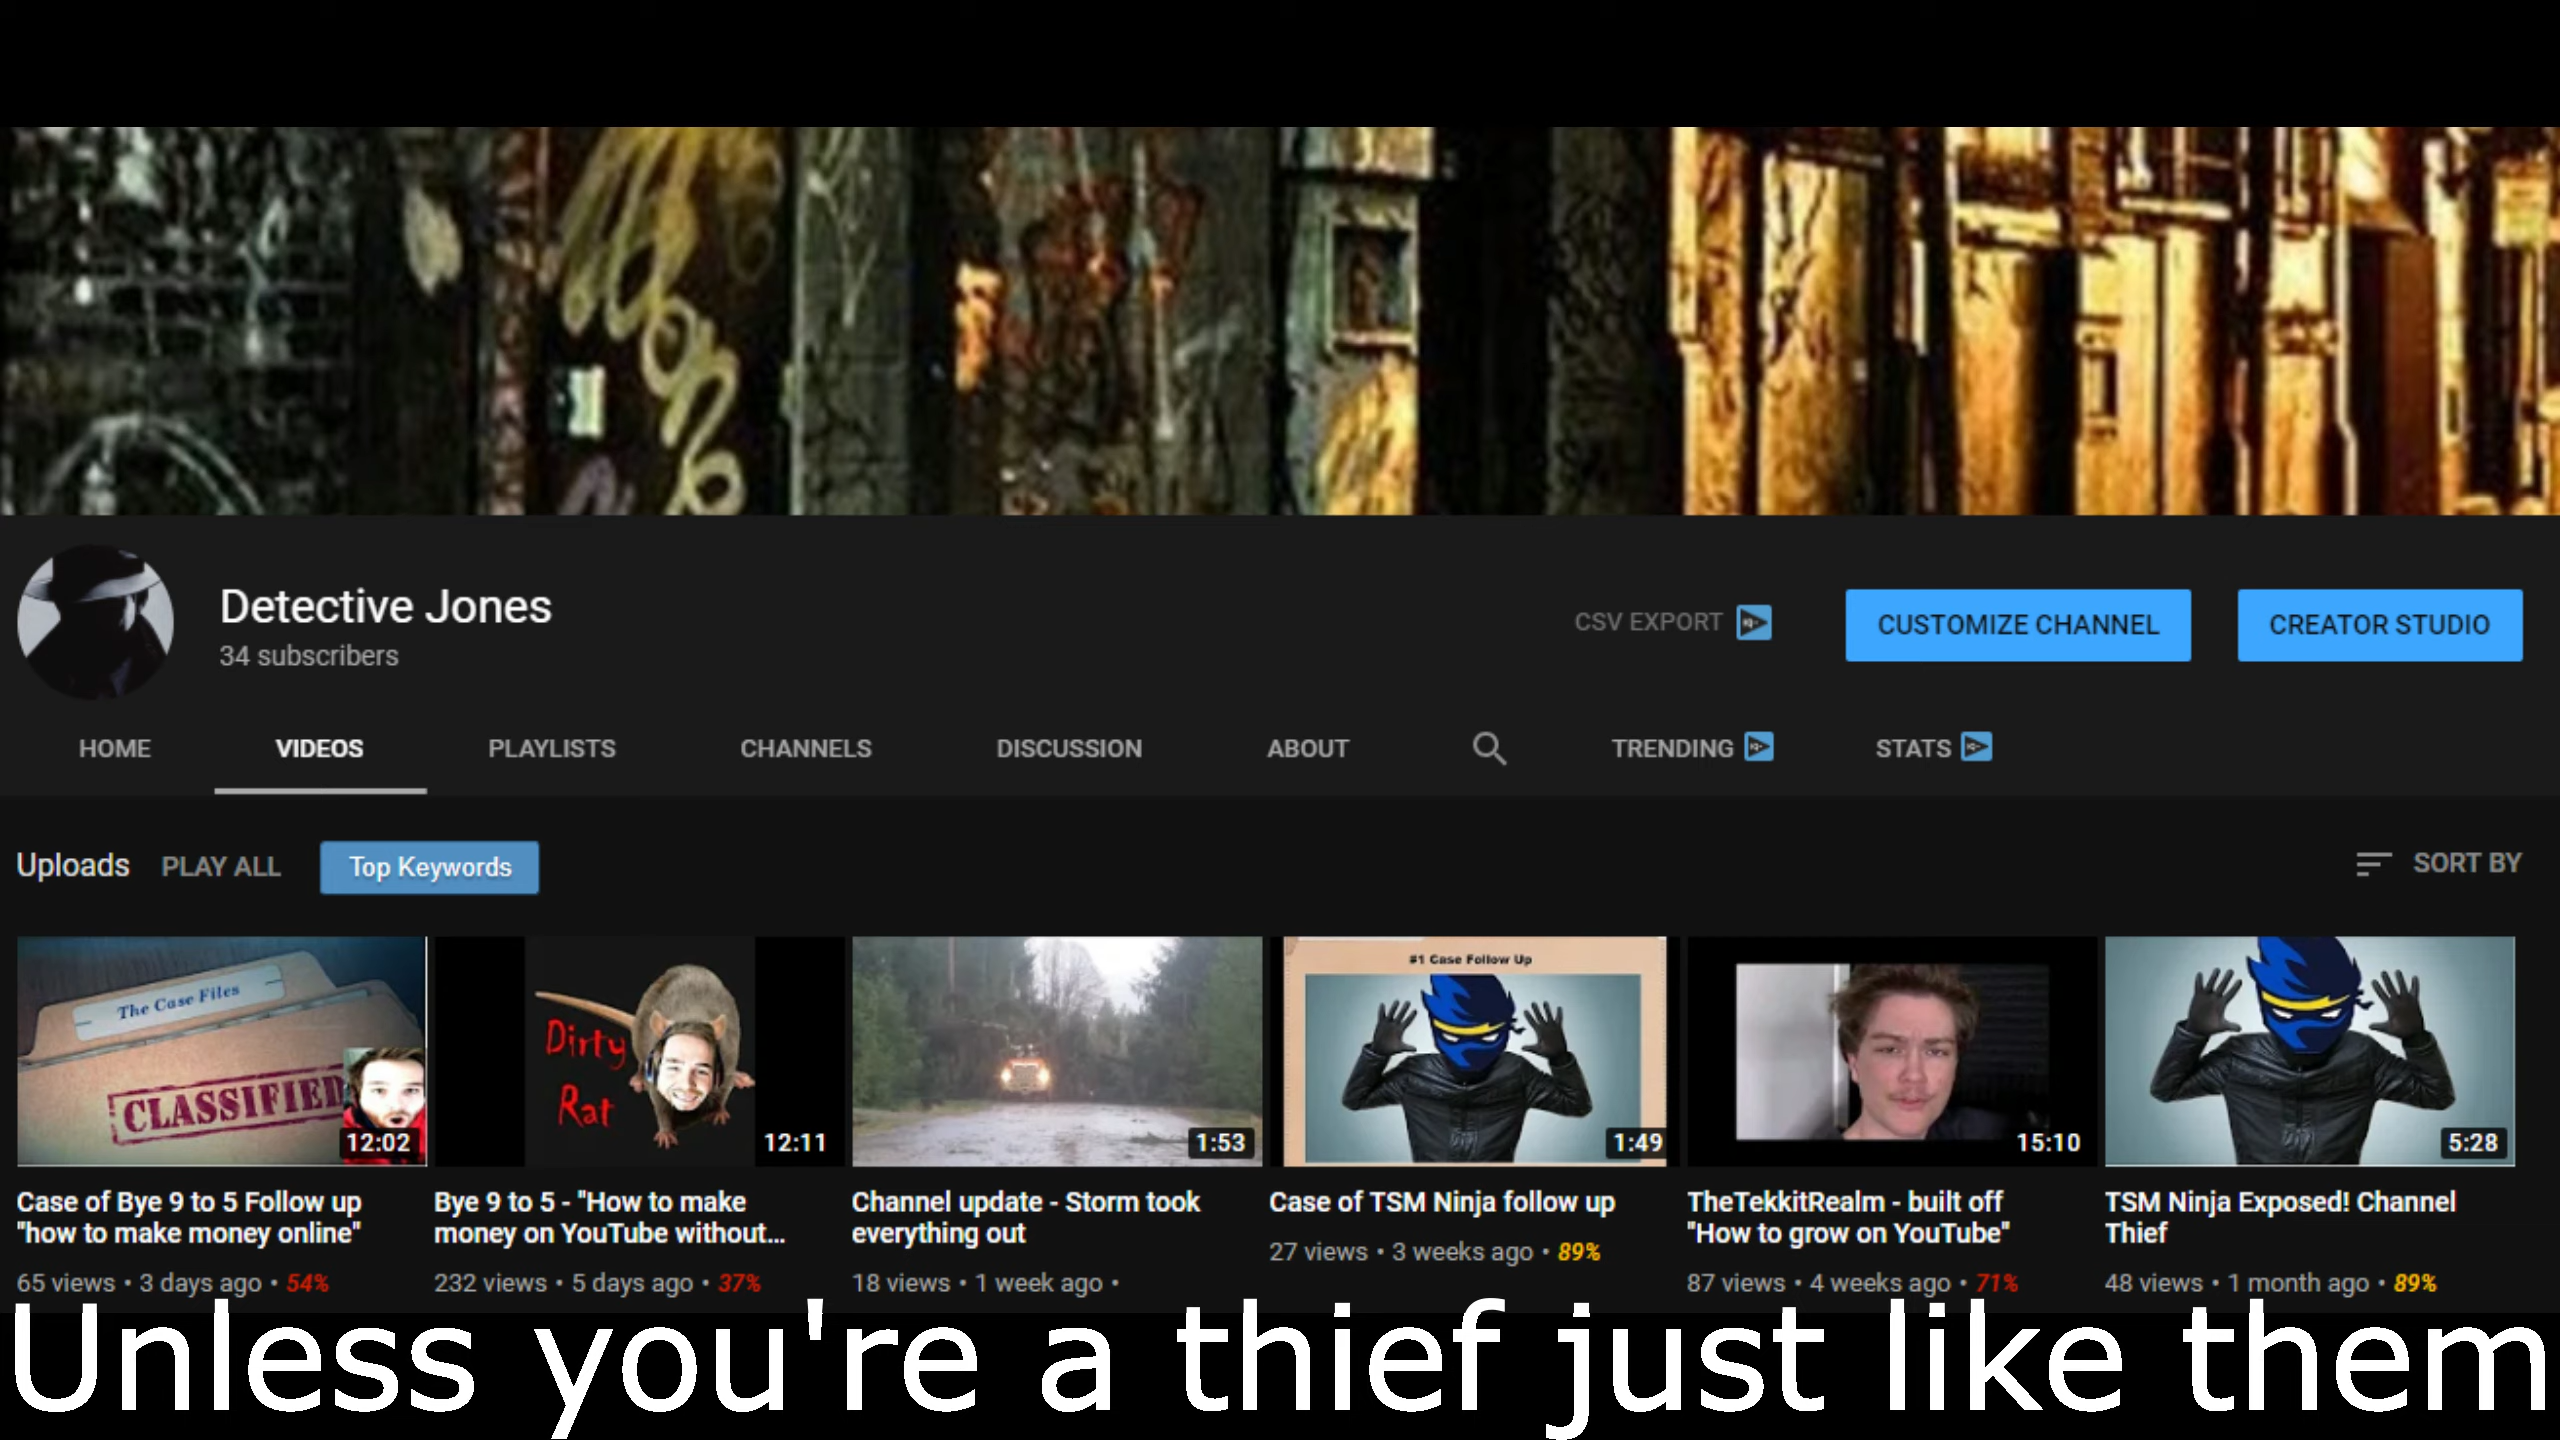 Detective Jones
34 subscribers
CSV EXPORT
CUSTOMIZE CHANNEL
CREATOR STUDIO
HOME
VIDEOS
PLAYLISTS
CHANNELS
DISCUSSION
ABOUT
TRENDING
STATS
Uploads
PLAY ALL
Top Keywords
SORT BY
The Case Files
CLASSIFIED
12:02
Case of Bye 9 to 5 Follow up
"how to make money online"
65 views • 3 days ago • 54%
Dirty
Rat
12:11
Bye 9 to 5 - "How to make
money on YouTube without...
232 views • 5 days ago • 37%
1:53
Channel update - Storm took
everything out
18 views • 1 week ago •
#1 Case Follow Up
1:49
Case of TSM Ninja follow up
27 views • 3 weeks ago • 89%
15:10
TheTekkitRealm - built off
"How to grow on YouTube"
87 views • 4 weeks ago • 71%
5:28
TSM Ninja Exposed! Channel
Thief
48 views • 1 month ago • 89%
Unless you're a thief just like them